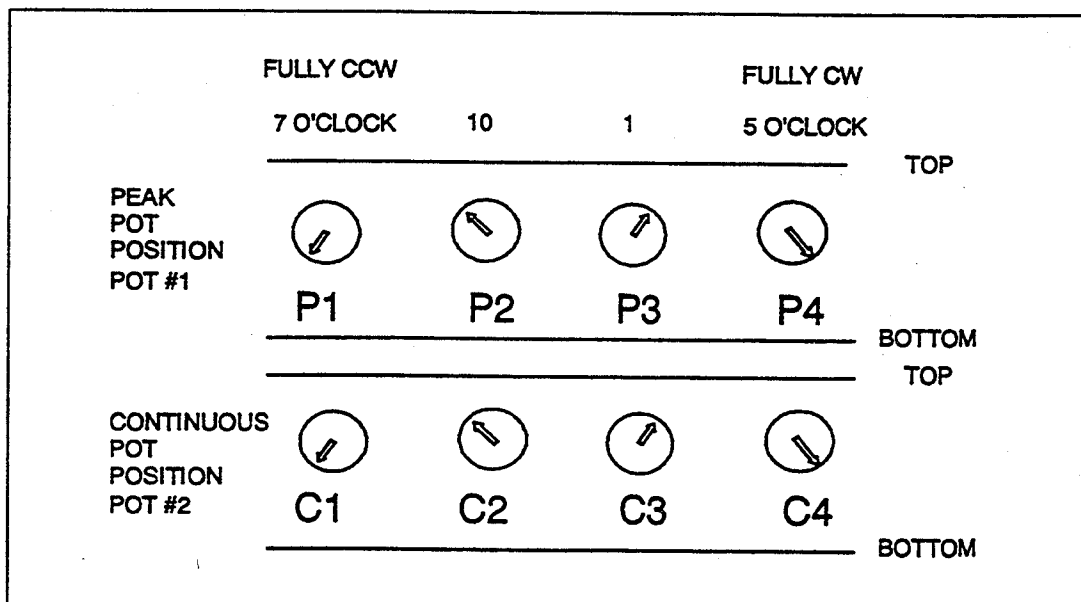 FULLY CCW FULLY CW
7 O'CLOCK 10 1 5 O'CLOCK
TOP
PEAK
POT
POSITION
POT #1
P1 P2 P3 P4
BOTTOM
TOP
CONTINUOUS
POT
POSITION
POT #2
C1 C2 C3 C4
BOTTOM